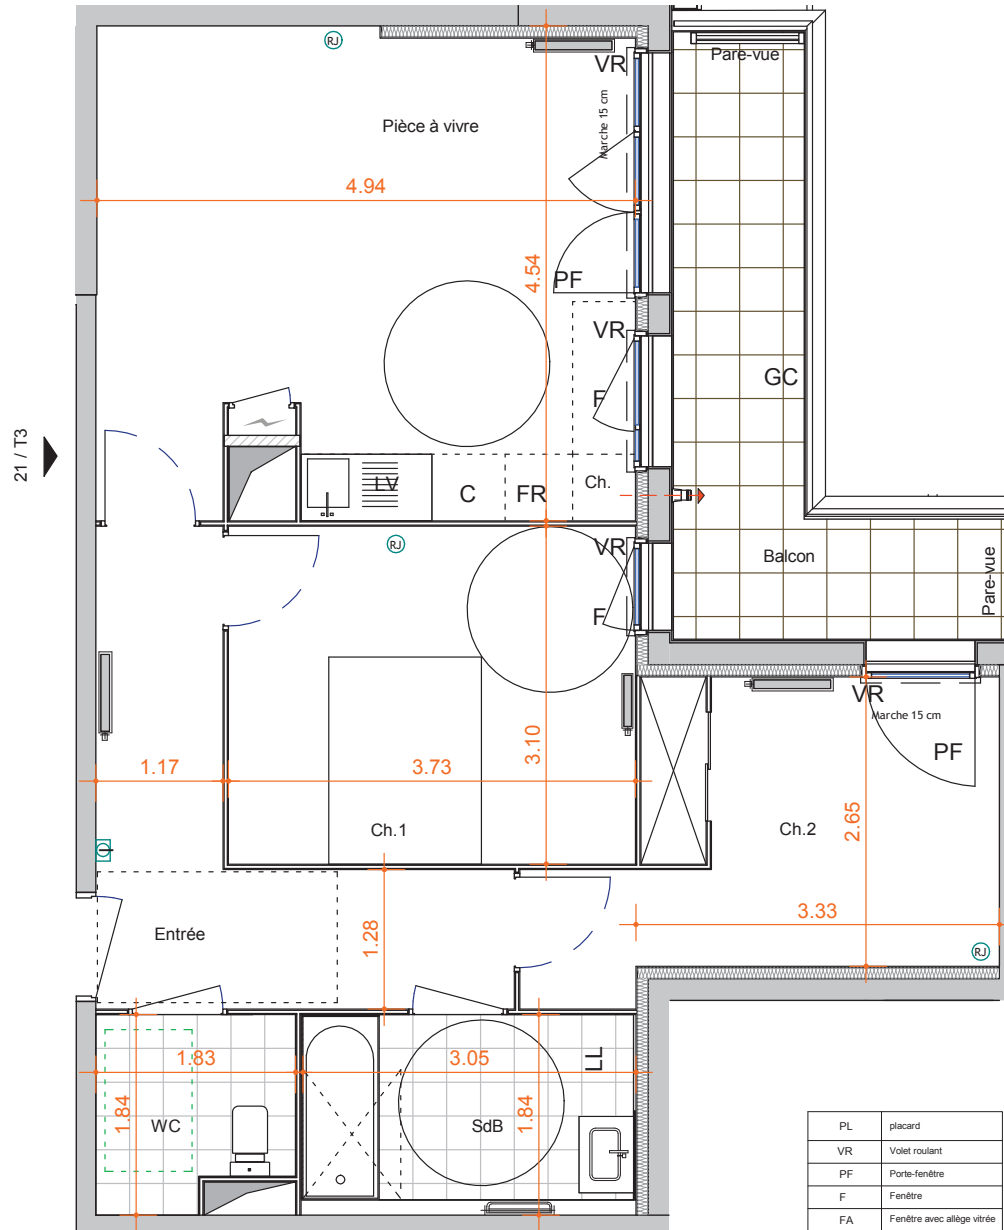 RJ
Pare-vue
VR
Marche 15 cm
Pièce à vivre
4.94
4.54
PF
VR
F
GC
21 / T3
LV
C
FR
Ch.
RJ
VR
F
Balcon
Pare-vue
VR
Marche 15 cm
PF
1.17
3.73
3.10
Ch.1
Ch.2
2.65
Entrée
1.28
3.33
RJ
1.83
3.05
LL
1.84
WC
1.84
SdB
PL placard
VR Volet roulant
PF Porte-fenêtre
F Fenêtre
FA Fenêtre avec allège vitrée